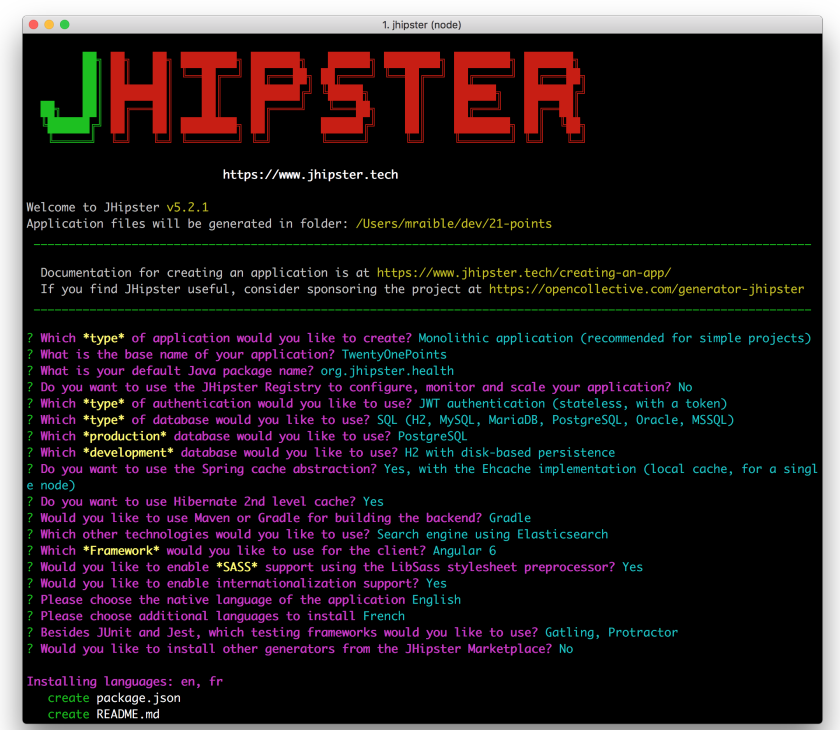 1. jhipster (node)
JHIPSTER
https://www.jhipster.tech
Welcome to JHipster v5.2.1
Application files will be generated in folder: /Users/mraible/dev/21-points
Documentation for creating an application is at https://www.jhipster.tech/creating-an-app/
If you find JHipster useful, consider sponsoring the project at https://opencollective.com/generator-jhipster
? Which *type* of application would you like to create? Monolithic application (recommended for simple projects)
? What is the base name of your application? TwentyOnePoints
? What is your default Java package name? org.jhipster.health
? Do you want to use the JHipster Registry to configure, monitor and scale your application? No
? Which *type* of authentication would you like to use? JWT authentication (stateless, with a token)
? Which *type* of database would you like to use? SQL (H2, MySQL, MariaDB, PostgreSQL, Oracle, MSSQL)
? Which *production* database would you like to use? PostgreSQL
? Which *development* database would you like to use? H2 with disk-based persistence
? Do you want to use the Spring cache abstraction? Yes, with the Ehcache implementation (local cache, for a singl
e node)
? Do you want to use Hibernate 2nd level cache? Yes
? Would you like to use Maven or Gradle for building the backend? Gradle
? Which other technologies would you like to use? Search engine using Elasticsearch
? Which *Framework* would you like to use for the client? Angular 6
? Would you like to enable *SASS* support using the LibSass stylesheet preprocessor? Yes
? Would you like to enable internationalization support? Yes
? Please choose the native language of the application English
? Please choose additional languages to install French
? Besides JUnit and Jest, which testing frameworks would you like to use? Gatling, Protractor
? Would you like to install other generators from the JHipster Marketplace? No
Installing languages: en, fr
create package.json
create README.md